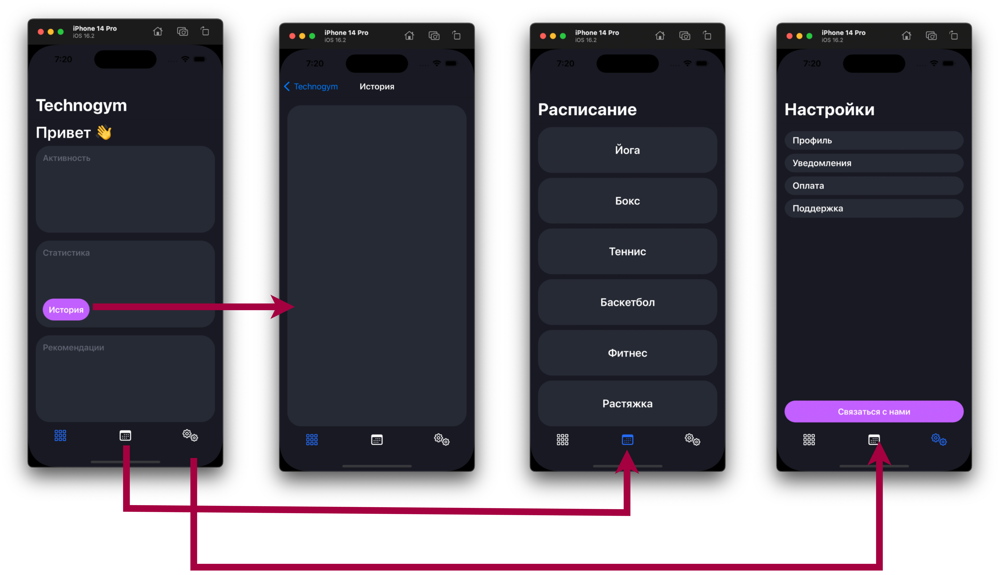 iPhone 14 Pro
iOS 16.2
7:20
Technogym
Привет 👋
Активность
Статистика
История
Рекомендации
iPhone 14 Pro
iOS 16.2
7:20
Technogym
История
iPhone 14 Pro
iOS 16.2
7:20
Расписание
Йога
Бокс
Теннис
Баскетбол
Фитнес
Растяжка
iPhone 14 Pro
iOS 16.2
7:20
Настройки
Профиль
Уведомления
Оплата
Поддержка
Связаться с нами